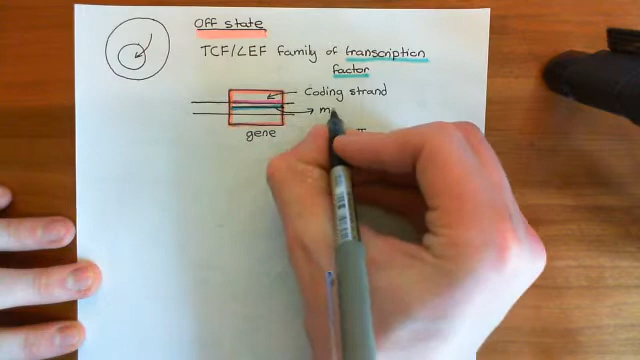 Off state
TCF/LEF family of transcription
factor
Coding strand
m
gene